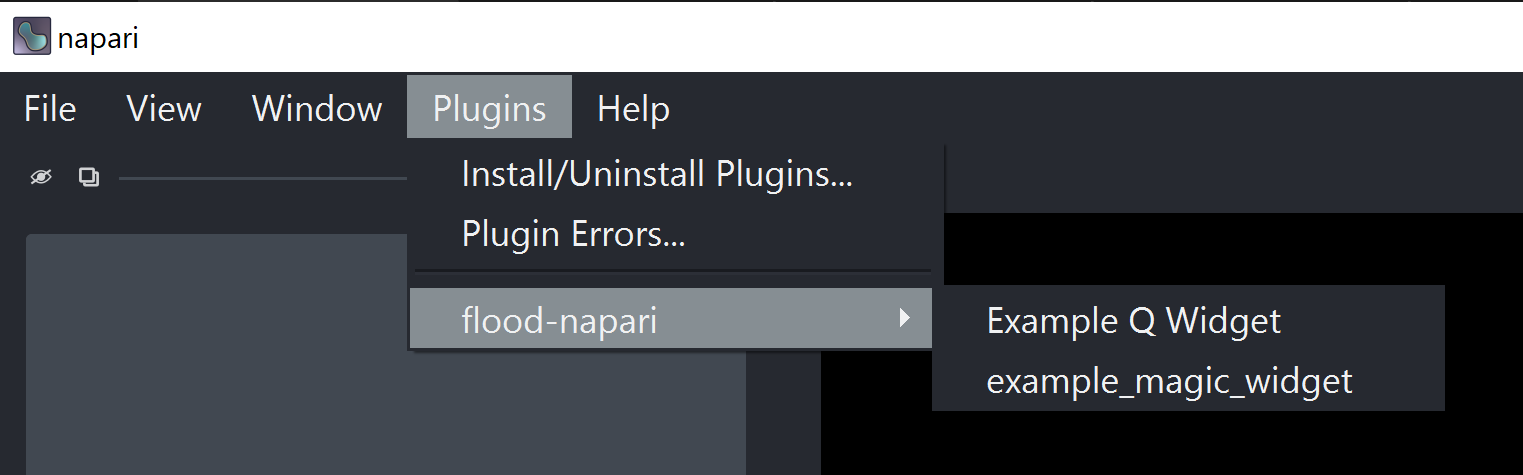 napari
File View Window Plugins Help
Install/Uninstall Plugins...
Plugin Errors...
flood-napari
Example Q Widget
example_magic_widget